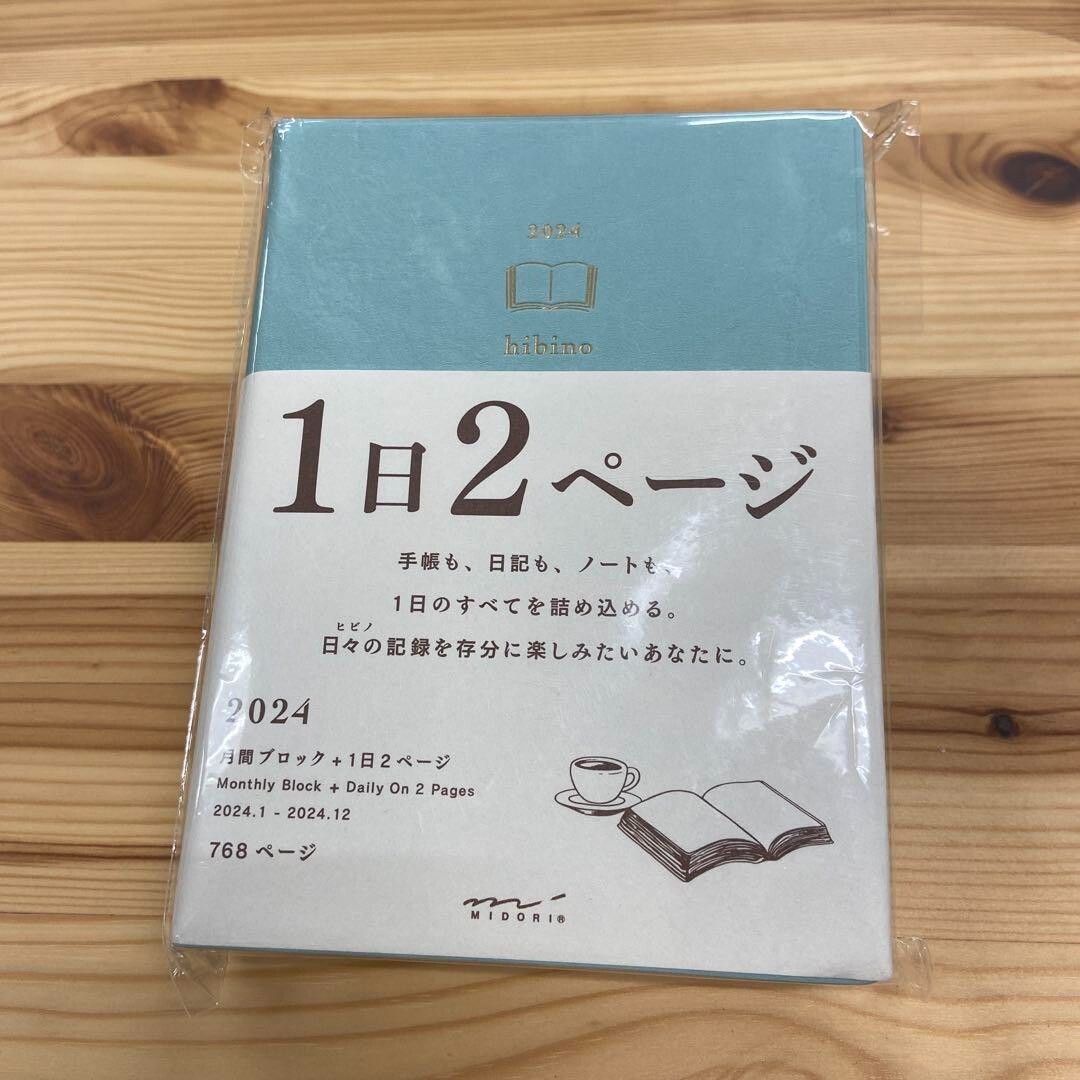 2024
hibino
1日2ページ
手帳も、日記も、ノートも、
1日のすべてを詰め込める。
ヒビノ
日々の記録を存分に楽しみたいあなたに。
2024
月間ブロック+1日2ページ
Monthly Block + Daily On 2 Pages
2024.1 - 2024.12
768 ページ
MIDORI®